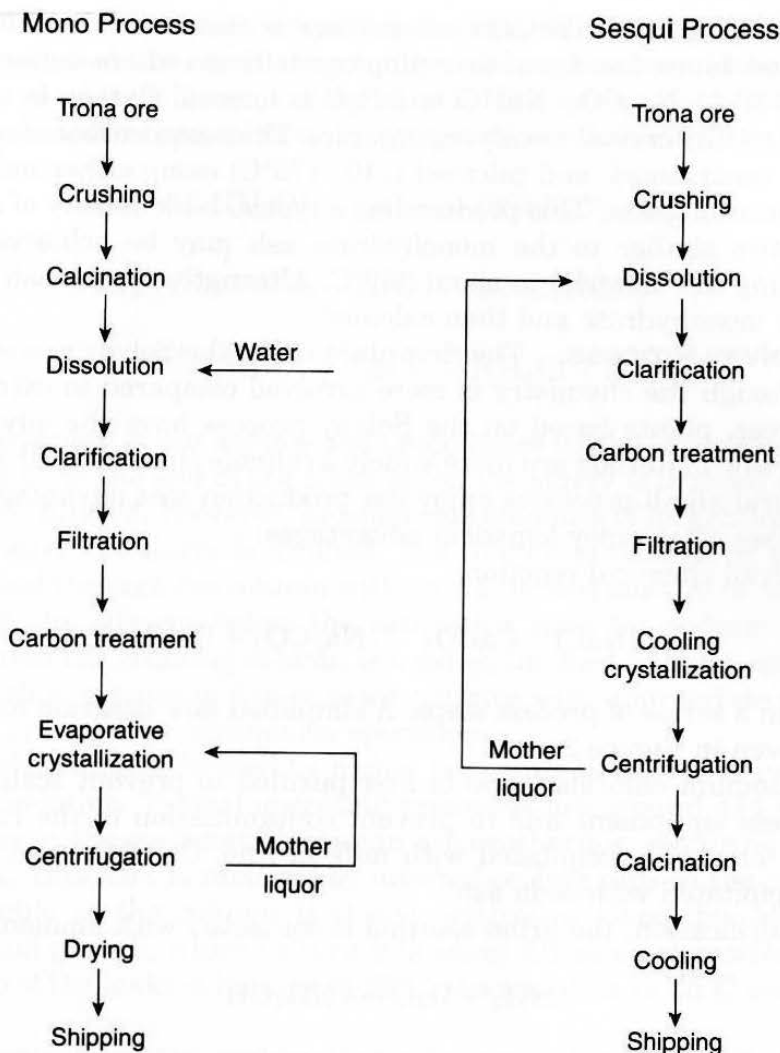 Mono Process
Trona ore
Crushing
Calcination
Dissolution
Water
Clarification
Filtration
Carbon treatment
Evaporative
crystallization
Centrifugation
Mother
liquor
Drying
Shipping
Sesqui Process
Trona ore
Crushing
Dissolution
Clarification
Carbon treatment
Filtration
Cooling
crystallization
Mother
liquor
Centrifugation
Calcination
Cooling
Shipping